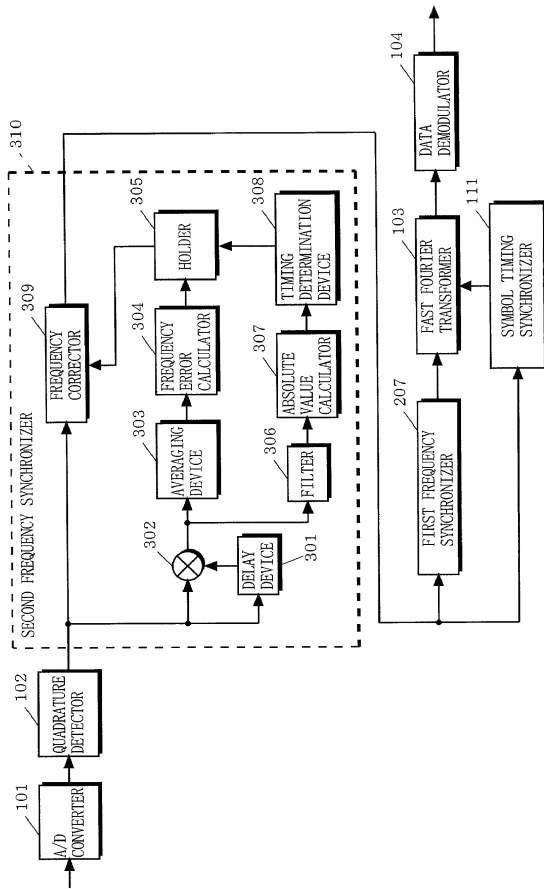 310
SECOND FREQUENCY SYNCHRONIZER
101
A/D
CONVERTER
102
QUADRATURE
DETECTOR
309
FREQUENCY
CORRECTOR
302
303
AVERAGING
DEVICE
304
FREQUENCY
ERROR
CALCULATOR
305
HOLDER
DELAY
DEVICE
301
306
FILTER
307
ABSOLUTE
VALUE
CALCULATOR
308
TIMING
DETERMINATION
DEVICE
207
FIRST FREQUENCY
SYNCHRONIZER
103
FAST FOURIER
TRANSFORMER
104
DATA
DEMODULATOR
111
SYMBOL TIMING
SYNCHRONIZER